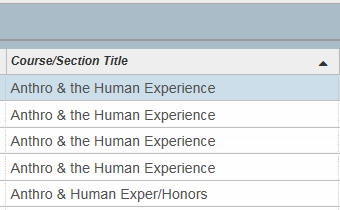 Course/Section Title
Anthro & the Human Experience
Anthro & the Human Experience
Anthro & the Human Experience
Anthro & the Human Experience
Anthro & Human Exper/Honors